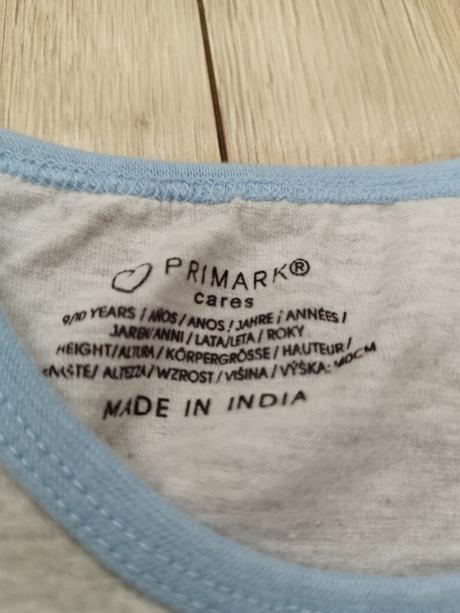 PRIMARK®
cares
9/10 YEARS / AÑOS / ANOS / JAHRE / ANNÉES /
JAREN/ANNI / LATA/LETA / ROKY
HEIGHT/ALTURA/KÖRPERGRÖSSE/HAUTEUR/
ALTEZZA/WZROST/VIŠINA/VÝŠKA: 140CM
MADE IN INDIA